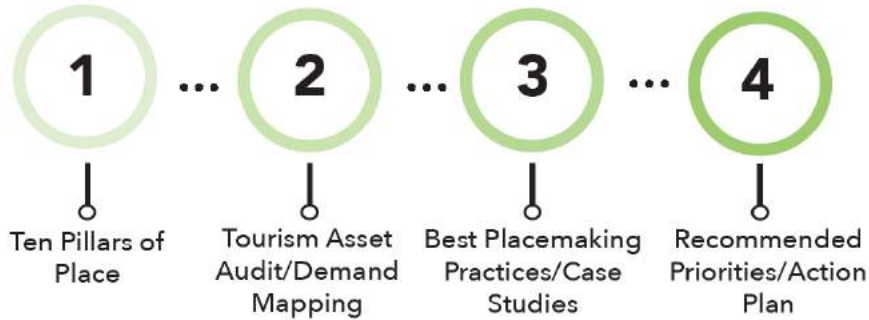 1 ... 2 ... 3 ... 4
Ten Pillars of
Place
Tourism Asset
Audit/Demand
Mapping
Best Placemaking
Practices/Case
Studies
Recommended
Priorities/Action
Plan